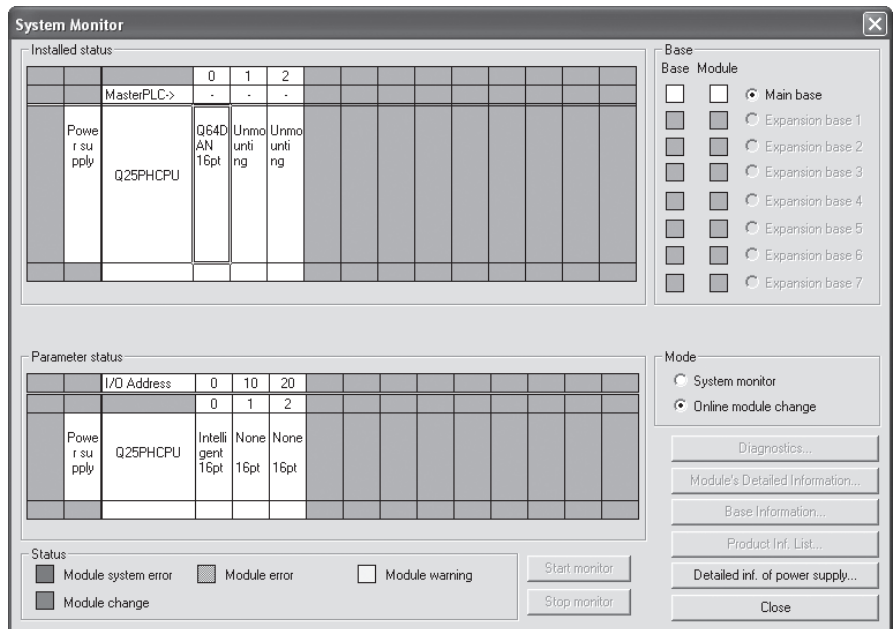 System Monitor
Installed status
0 1 2
MasterPLC-> - - -
Powe
r su
pply
Q25PHCPU
Q64D
AN
16pt
Unmo
unti
ng
Unmo
unti
ng
Base
Base Module
Main base
Expansion base 1
Expansion base 2
Expansion base 3
Expansion base 4
Expansion base 5
Expansion base 6
Expansion base 7
Parameter status
I/O Address 0 10 20
0 1 2
Powe
r su
pply
Q25PHCPU
Intelli
gent
16pt
None
16pt
None
16pt
Mode
System monitor
Online module change
Diagnostics...
Module's Detailed Information...
Base Information...
Product Inf. List...
Detailed inf. of power supply...
Close
Status
Module system error
Module error
Module warning
Module change
Start monitor
Stop monitor